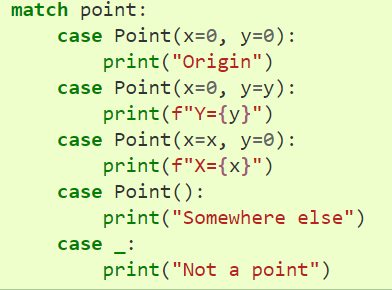 match point:
    case Point(x=0, y=0):
        print("Origin")
    case Point(x=0, y=y):
        print(f"Y={y}")
    case Point(x=x, y=0):
        print(f"X={x}")
    case Point():
        print("Somewhere else")
    case _:
        print("Not a point")